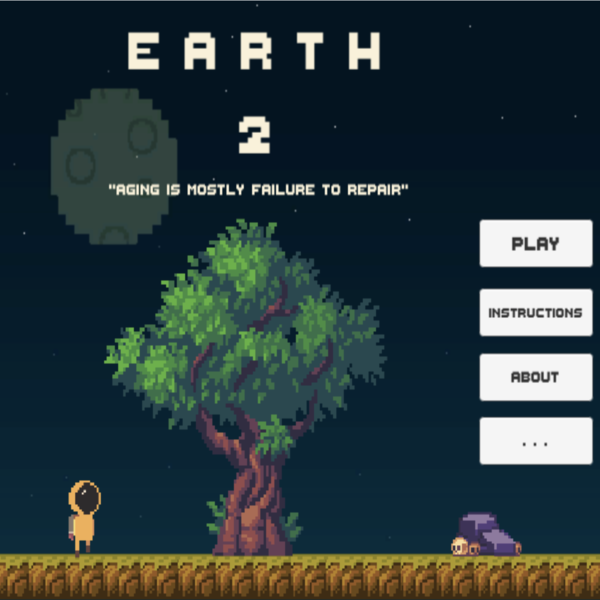 EARTH
2
"AGING IS MOSTLY FAILURE TO REPAIR"
PLAY
INSTRUCTIONS
ABOUT
...